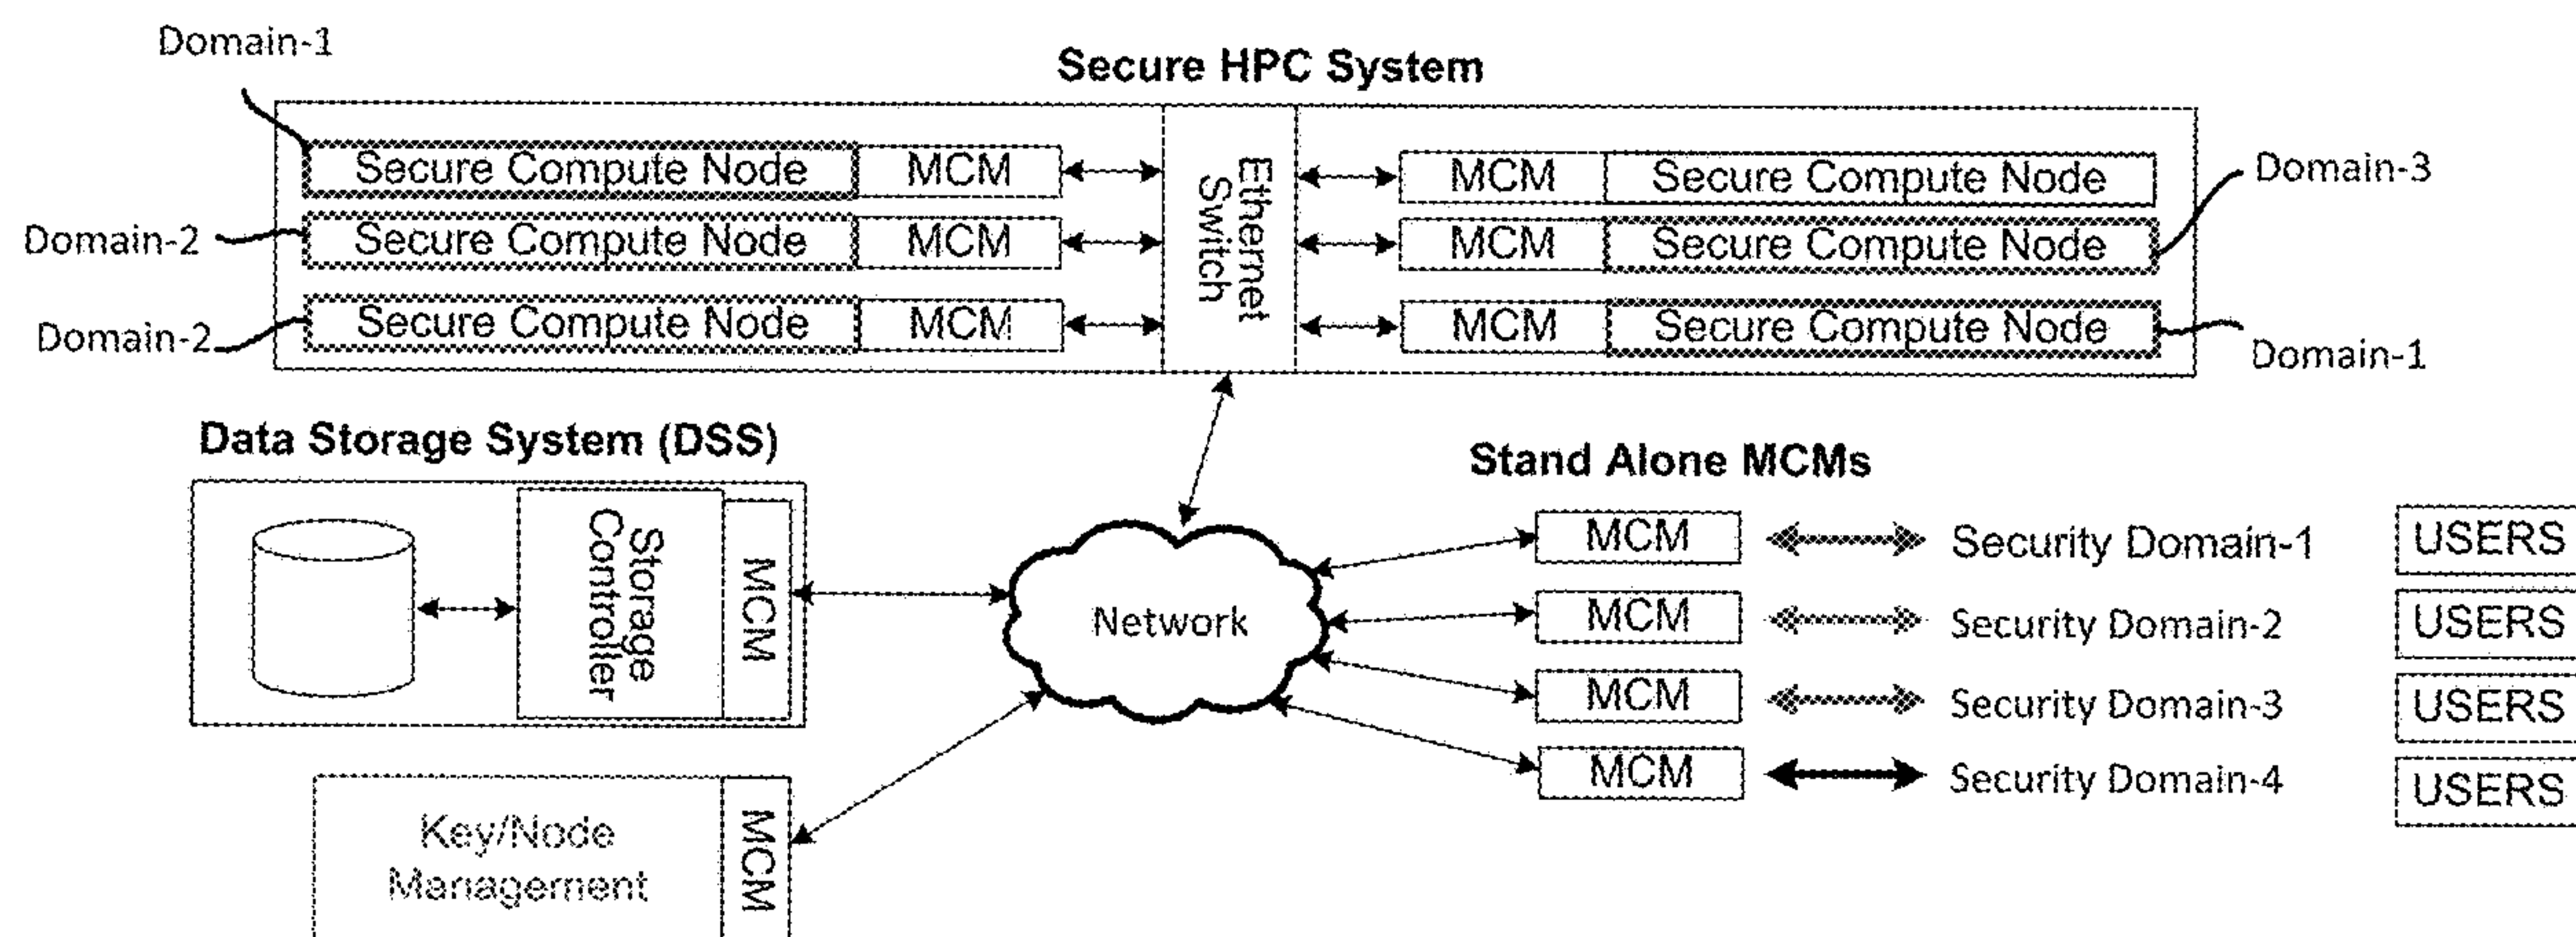 Domain-1
Secure HPC System
Secure Compute Node MCM
MCM Secure Compute Node
Domain-3
Domain-2
Secure Compute Node MCM
Ethernet
Switch
MCM Secure Compute Node
Domain-2
Secure Compute Node MCM
MCM Secure Compute Node
Domain-1
Data Storage System (DSS)
Storage
Controller
MCM
Network
Stand Alone MCMs
MCM Security Domain-1 USERS
MCM Security Domain-2 USERS
MCM Security Domain-3 USERS
MCM Security Domain-4 USERS
Key/Node
Management
MCM